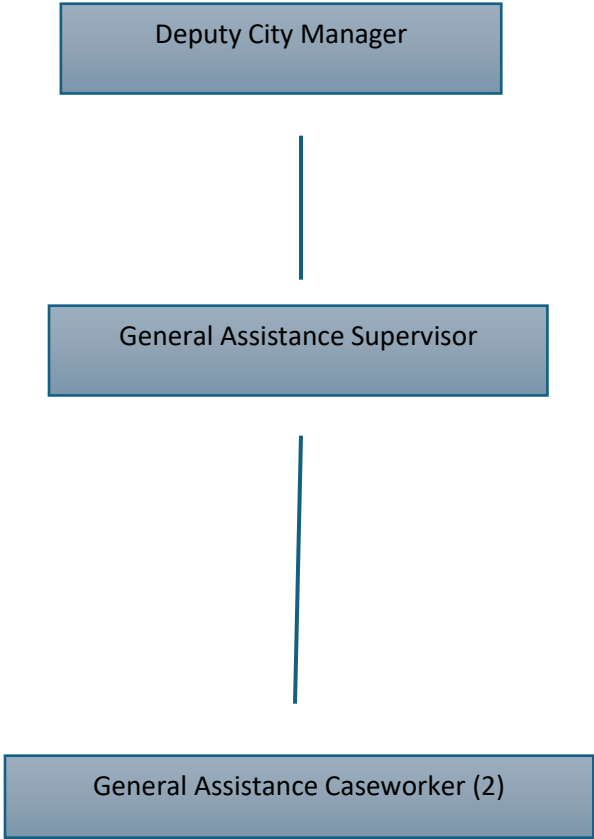 Deputy City Manager
General Assistance Supervisor
General Assistance Caseworker (2)